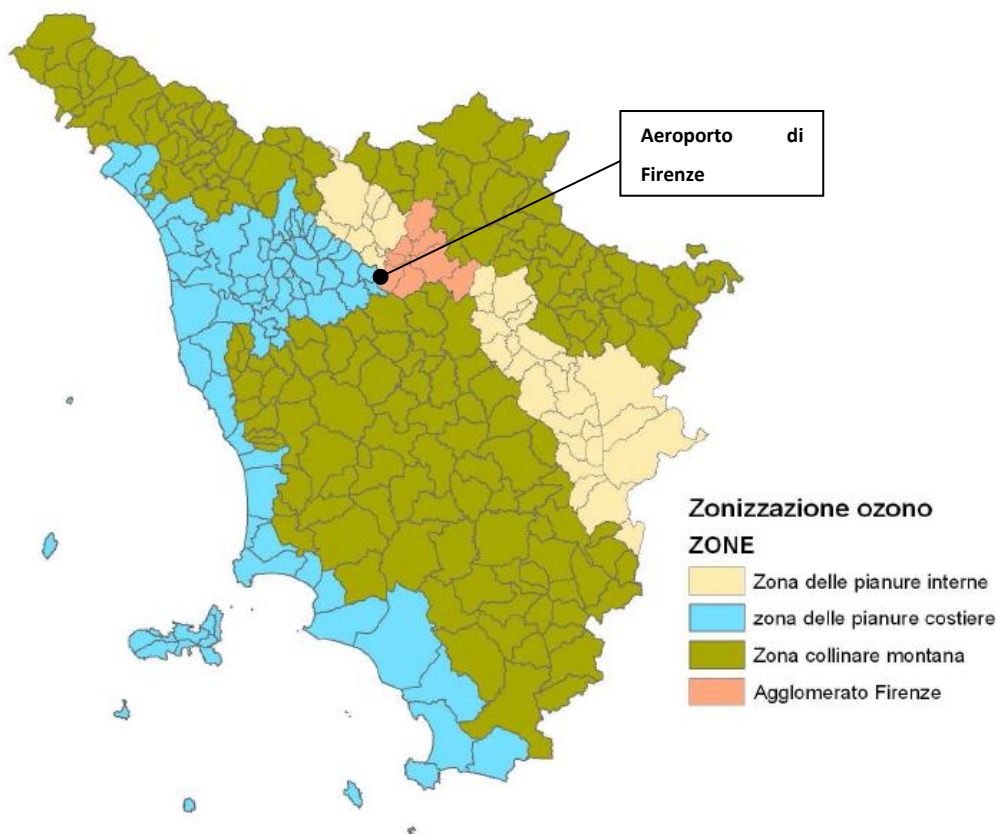 Aeroporto di
Firenze
Zonizzazione ozono
ZONE
Zona delle pianure interne
zona delle pianure costiere
Zona collinare montana
Agglomerato Firenze